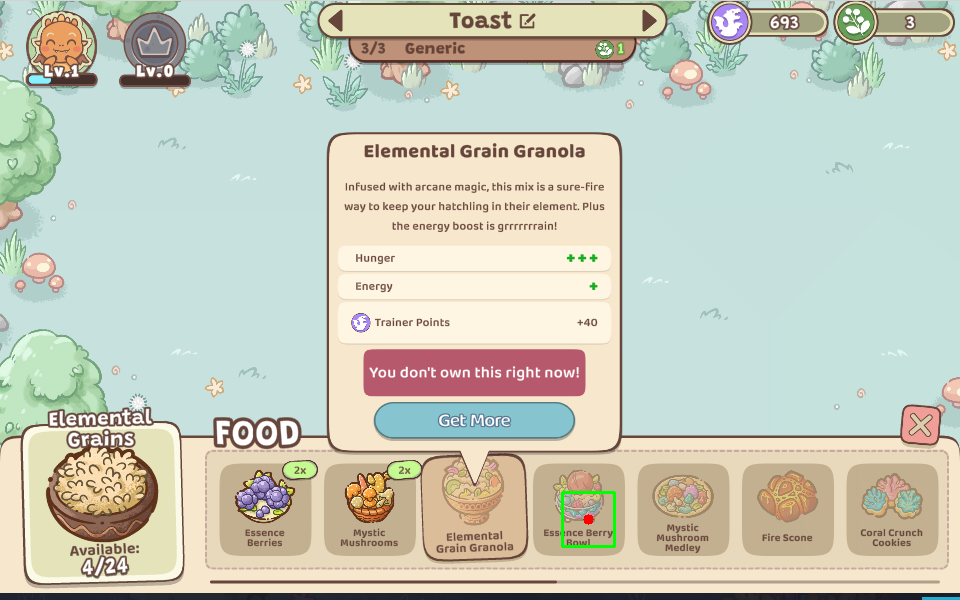 Toast
693
3
3/3 Generic
1
Lv.1
Lv.0
Elemental Grain Granola
Infused with arcane magic, this mix is a sure-fire
way to keep your hatchling in their element. Plus
the energy boost is grrrrrrain!
Hunger +++
Energy +
Trainer Points +40
You don't own this right now!
Get More
Elemental
Grains
Available:
4/24
FOOD
2x
2x
Essence
Berries
Mystic
Mushrooms
Elemental
Grain Granola
Essence Berry
Bowl
Mystic
Mushroom
Medley
Fire Scone
Coral Crunch
Cookies